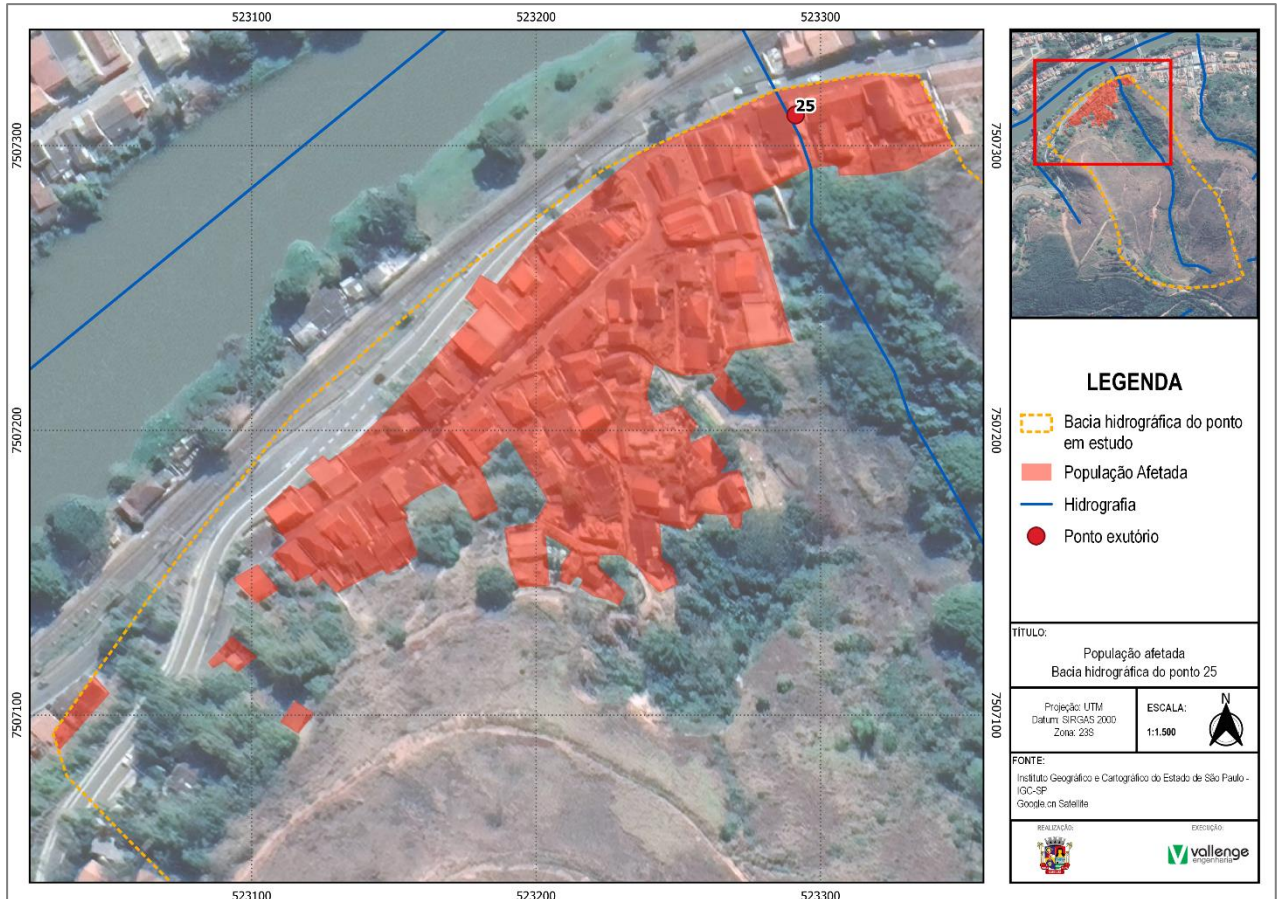 523100
523200
523300
25
7507300
7507300
7507200
7507200
7507100
7507100
523100
523200
523300
LEGENDA
Bacia hidrográfica do ponto
em estudo
População Afetada
Hidrografia
Ponto exutório
TÍTULO:
População afetada
Bacia hidrográfica do ponto 25
Projeção: UTM
Datum: SIRGAS 2000
Zona: 23S
ESCALA:
1:1.500
N
FONTE:
Instituto Geográfico e Cartográfico do Estado de São Paulo -
IGC-SP
Google.cn Satellite
REALIZAÇÃO:
EXECUÇÃO:
vallenge
engenharia